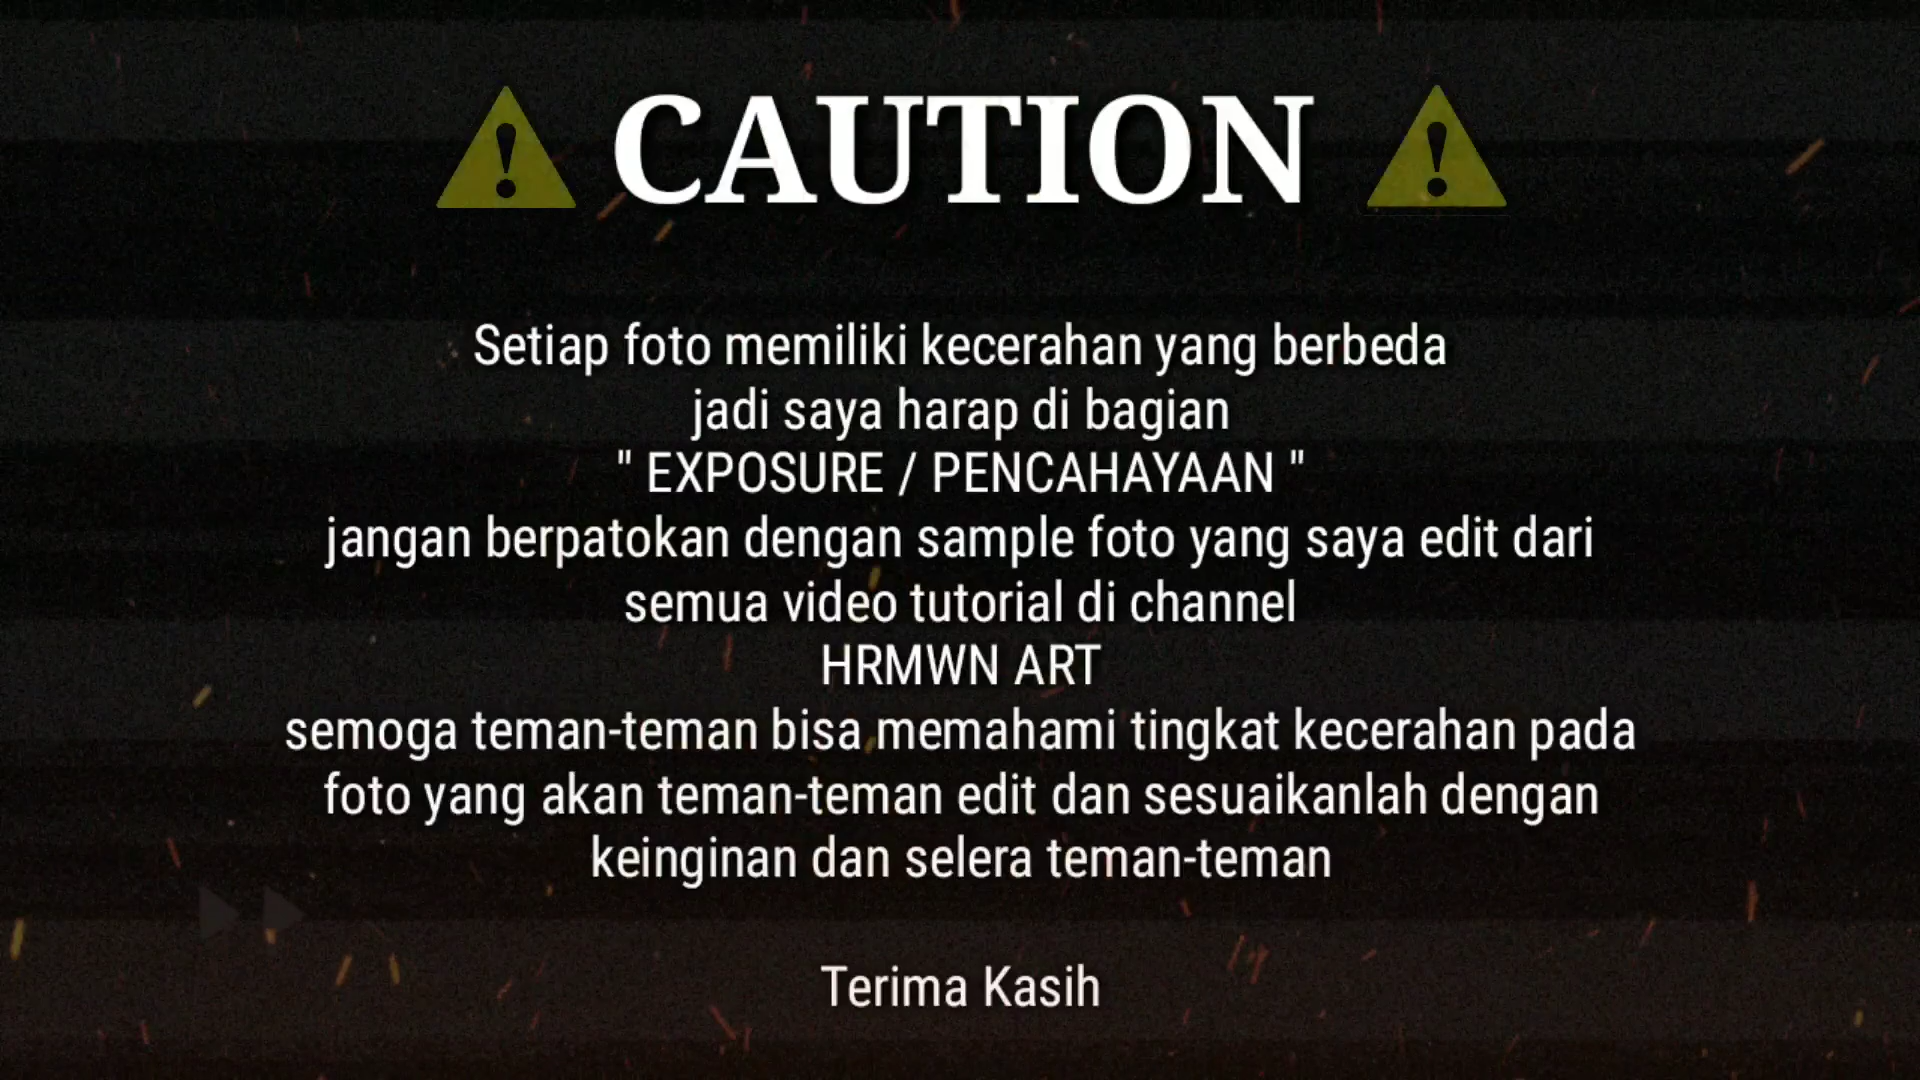 CAUTION
Setiap foto memiliki kecerahan yang berbeda
jadi saya harap di bagian
" EXPOSURE / PENCAHAYAAN "
jangan berpatokan dengan sample foto yang saya edit dari
semua video tutorial di channel
HRMWN ART
semoga teman-teman bisa memahami tingkat kecerahan pada
foto yang akan teman-teman edit dan sesuaikanlah dengan
keinginan dan selera teman-teman
Terima Kasih